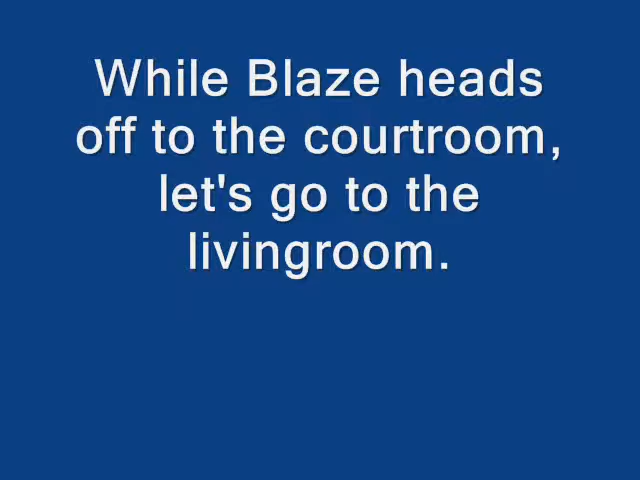 While Blaze heads
off to the courtroom,
let's go to the
livingroom.